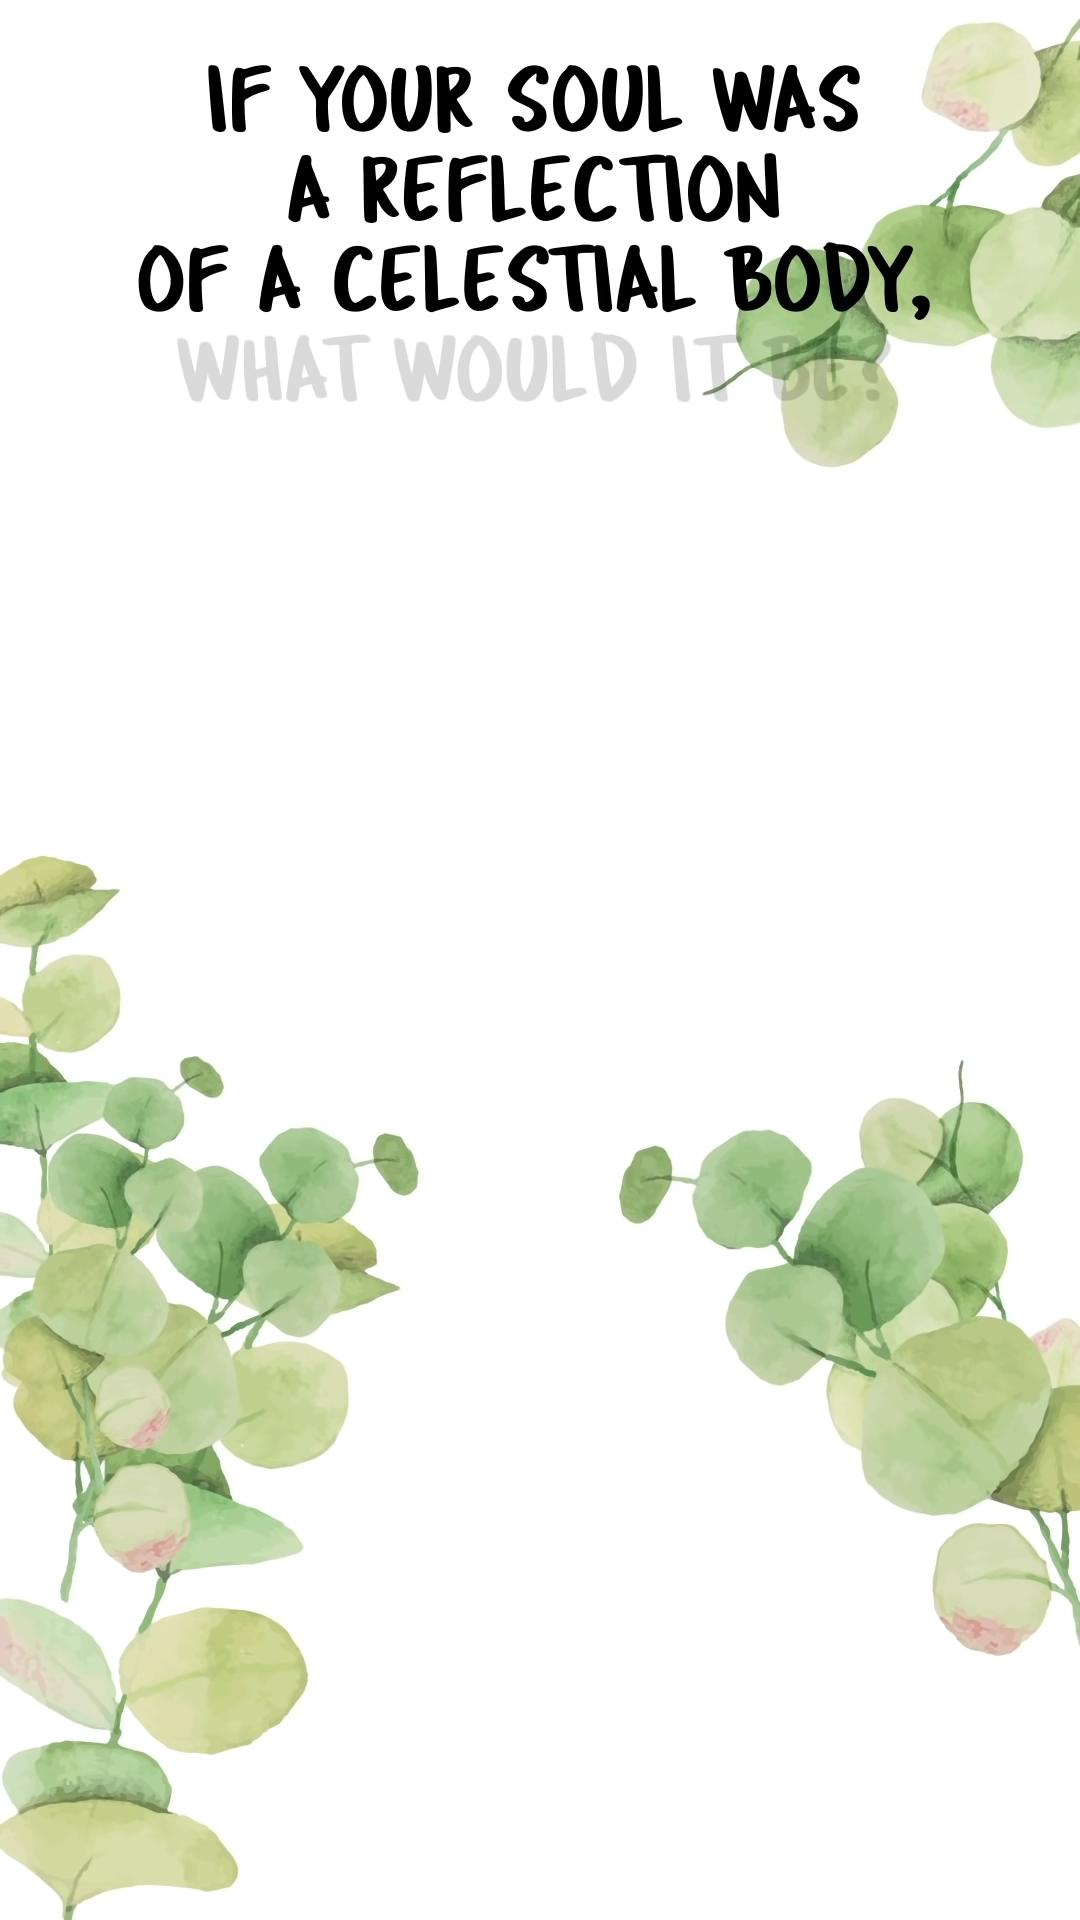 IF YOUR SOUL WAS
A REFLECTION
OF A CELESTIAL BODY,
WHAT WOULD IT BE?